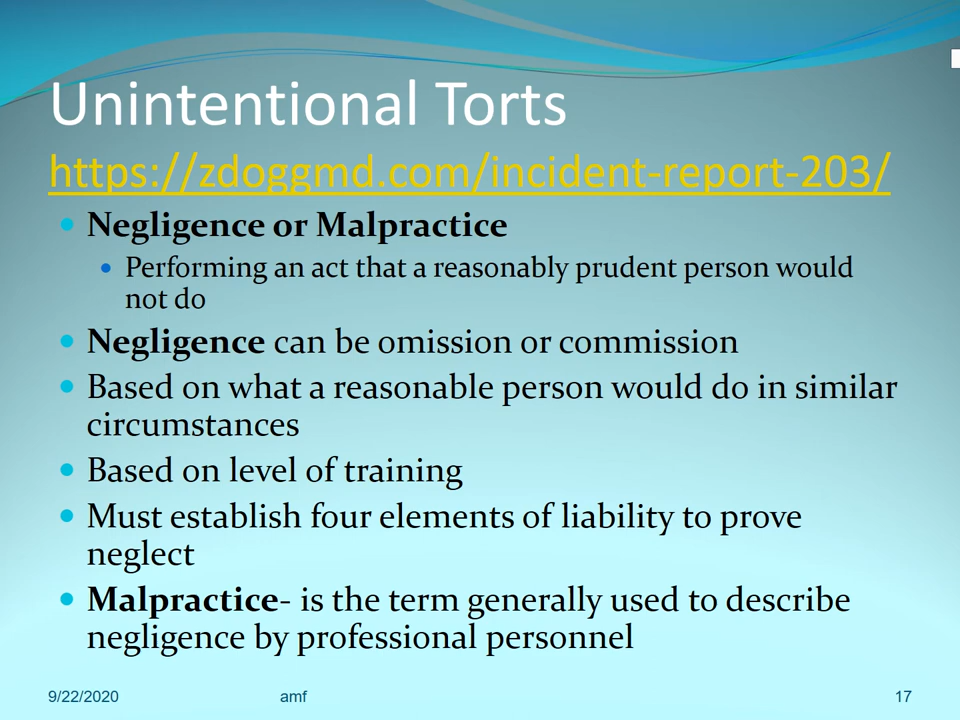 Unintentional Torts
https://zdoggmd.com/incident-report-203/
Negligence or Malpractice
Performing an act that a reasonably prudent person would
not do
Negligence can be omission or commission
Based on what a reasonable person would do in similar
circumstances
Based on level of training
Must establish four elements of liability to prove
neglect
Malpractice- is the term generally used to describe
negligence by professional personnel
9/22/2020 amf 17